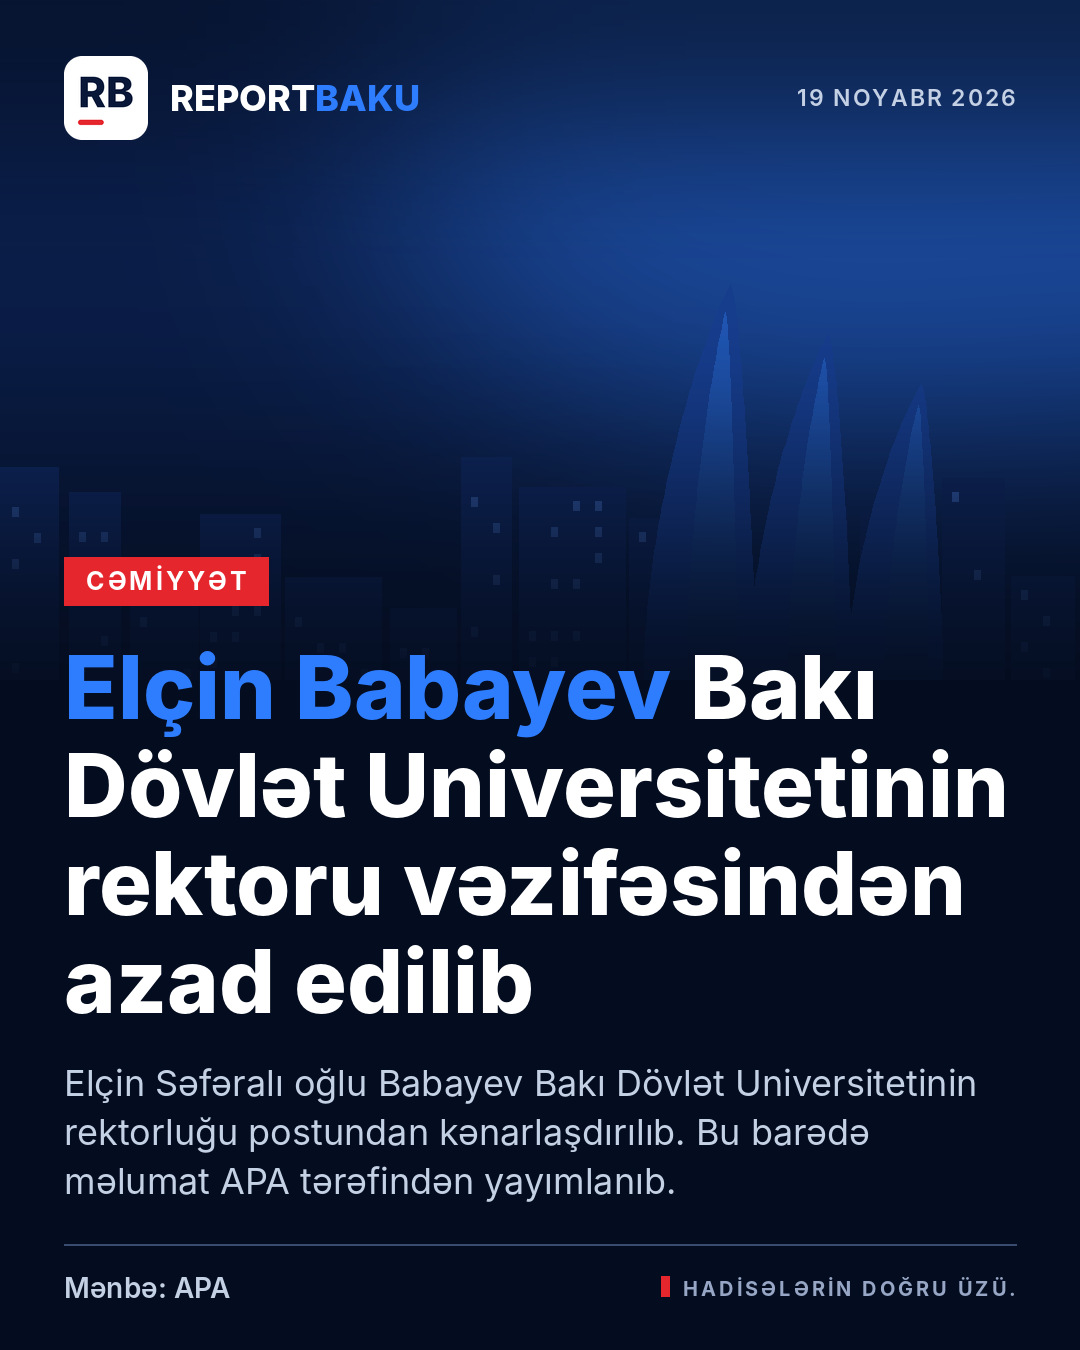 RB
REPORTBAKU
19 NOYABR 2026
CƏMİYYƏT
Elçin Babayev Bakı
Dövlət Universitetinin
rektoru vəzifəsindən
azad edilib
Elçin Səfəralı oğlu Babayev Bakı Dövlət Universitetinin
rektorluğu postundan kənarlaşdırılıb. Bu barədə
məlumat APA tərəfindən yayımlanıb.
Mənbə: APA
HADİSƏLƏRİN DOĞRU ÜZÜ.